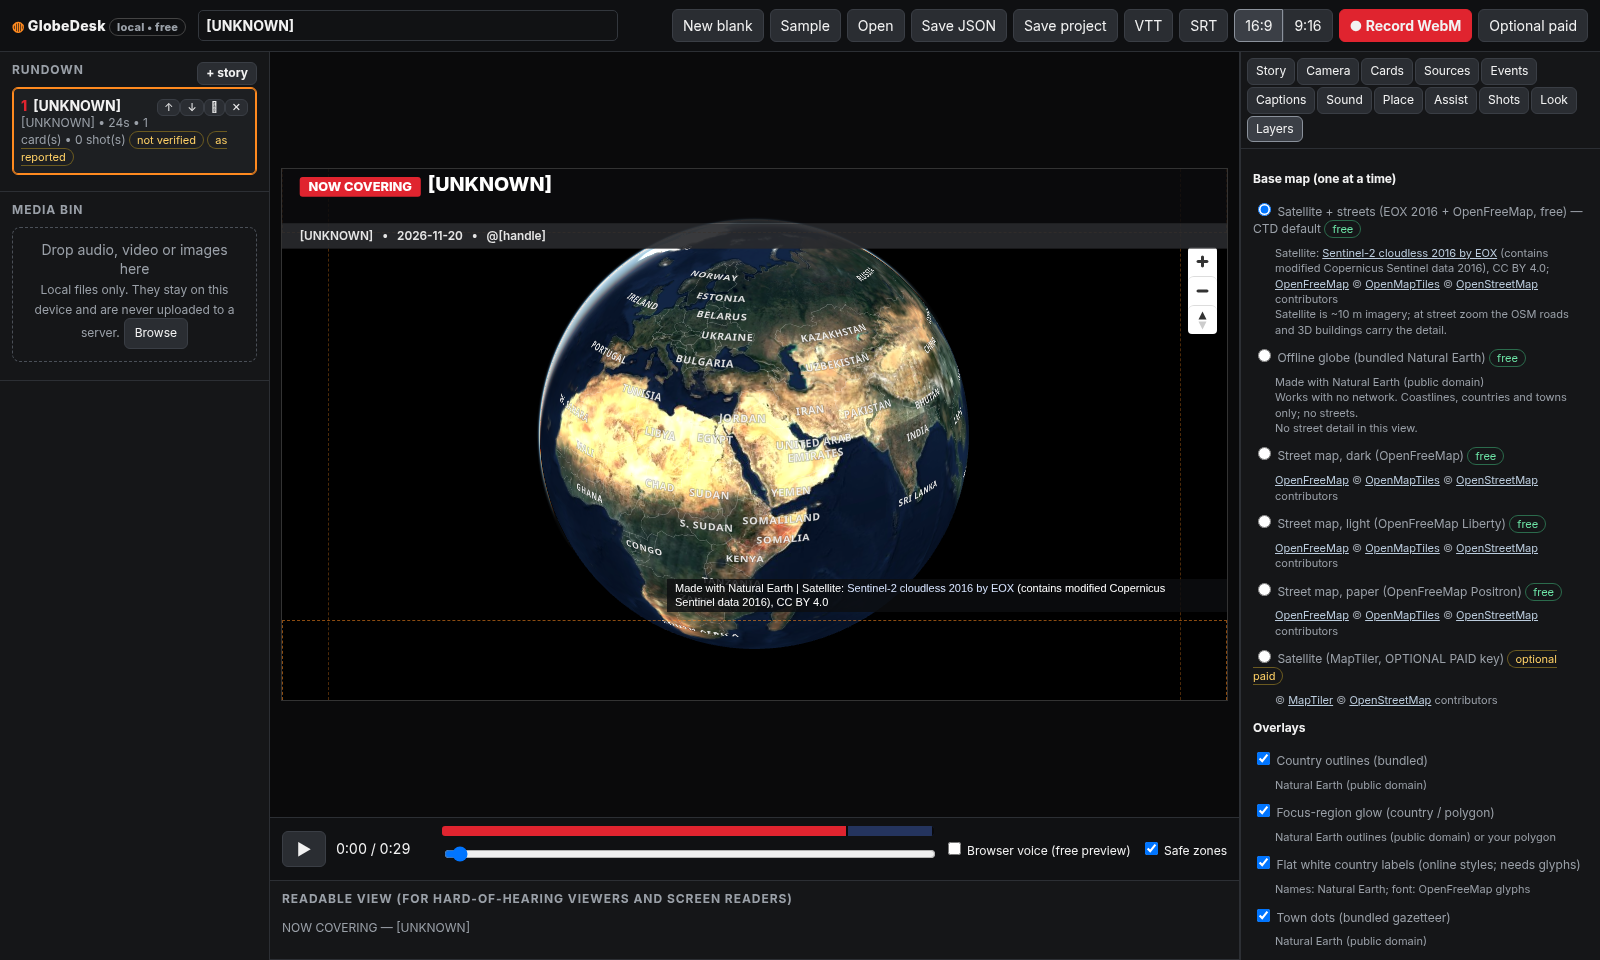 GlobeDesk local • free
[UNKNOWN]
New blank
Sample
Open
Save JSON
Save project
VTT
SRT
16:9
9:16
Record WebM
Optional paid
RUNDOWN
+ story
1 [UNKNOWN]
[UNKNOWN] • 24s • 1
card(s) • 0 shot(s) not verified as
reported
MEDIA BIN
Drop audio, video or images
here
Local files only. They stay on this
device and are never uploaded to a
server. Browse
NOW COVERING [UNKNOWN]
[UNKNOWN] • 2026-11-20 • @[handle]
NORWAY
RUSSIA
IRELAND
ESTONIA
BELARUS
UKRAINE
KAZAKHSTAN
PORTUGAL
BULGARIA
UZBEKISTAN
CHINA
TUNISIA
JORDAN
IRAN
PAKISTAN
BHUTAN
LIBYA
EGYPT
UNITED ARAB
EMIRATES
INDIA
MALI
CHAD
SUDAN
YEMEN
SRI LANKA
GHANA
S. SUDAN
SOMALILAND
SOMALIA
CONGO
KENYA
Made with Natural Earth | Satellite: Sentinel-2 cloudless 2016 by EOX (contains modified Copernicus
Sentinel data 2016), CC BY 4.0
0:00 / 0:29
Browser voice (free preview)
Safe zones
READABLE VIEW (FOR HARD-OF-HEARING VIEWERS AND SCREEN READERS)
NOW COVERING — [UNKNOWN]
Story
Camera
Cards
Sources
Events
Captions
Sound
Place
Assist
Shots
Look
Layers
Base map (one at a time)
Satellite + streets (EOX 2016 + OpenFreeMap, free) —
CTD default free
Satellite: Sentinel-2 cloudless 2016 by EOX (contains
modified Copernicus Sentinel data 2016), CC BY 4.0;
OpenFreeMap © OpenMapTiles © OpenStreetMap
contributors
Satellite is ~10 m imagery; at street zoom the OSM roads
and 3D buildings carry the detail.
Offline globe (bundled Natural Earth) free
Made with Natural Earth (public domain)
Works with no network. Coastlines, countries and towns
only; no streets.
No street detail in this view.
Street map, dark (OpenFreeMap) free
OpenFreeMap © OpenMapTiles © OpenStreetMap
contributors
Street map, light (OpenFreeMap Liberty) free
OpenFreeMap © OpenMapTiles © OpenStreetMap
contributors
Street map, paper (OpenFreeMap Positron) free
OpenFreeMap © OpenMapTiles © OpenStreetMap
contributors
Satellite (MapTiler, OPTIONAL PAID key) optional
paid
© MapTiler © OpenStreetMap contributors
Overlays
Country outlines (bundled)
Natural Earth (public domain)
Focus-region glow (country / polygon)
Natural Earth outlines (public domain) or your polygon
Flat white country labels (online styles; needs glyphs)
Names: Natural Earth; font: OpenFreeMap glyphs
Town dots (bundled gazetteer)
Natural Earth (public domain)